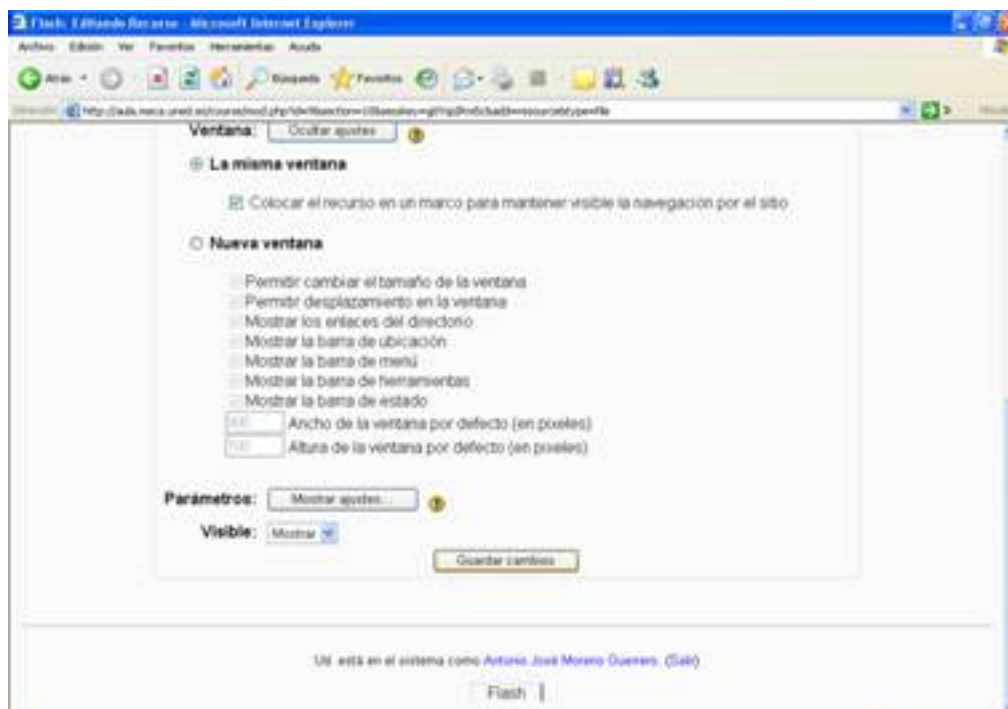 Flash: Editando Recurso - Microsoft Internet Explorer
Archivo Edición Ver Favoritos Herramientas Ayuda
Atrás Búsqueda Favoritos
Ventana: Ocultar ajustes
La misma ventana
Colocar el recurso en un marco para mantener visible la navegación por el sitio
Nueva ventana
Permitir cambiar el tamaño de la ventana
Permitir desplazamiento en la ventana
Mostrar los enlaces del directorio
Mostrar la barra de ubicación
Mostrar la barra de menú
Mostrar la barra de herramientas
Mostrar la barra de estado
Ancho de la ventana por defecto (en pixeles)
Altura de la ventana por defecto (en pixeles)
Parámetros: Mostrar ajustes...
Visible: Mostrar
Guardar cambios
Ud. está en el sistema como Antonio José Moreno Guerrero. (Salir)
Flash